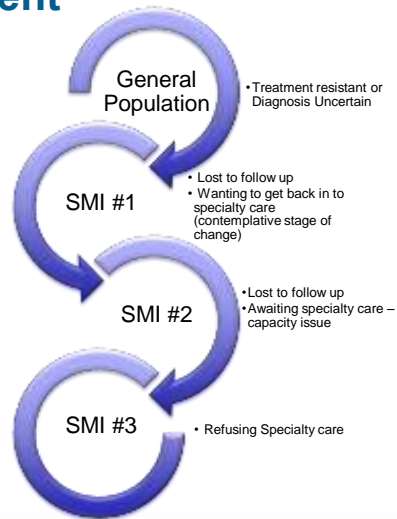 General
Population
•Treatment resistant or
Diagnosis Uncertain
SMI #1
• Lost to follow up
• Wanting to get back in to
specialty care
(contemplative stage of
change)
SMI #2
•Lost to follow up
•Awaiting specialty care –
capacity issue
SMI #3
• Refusing Specialty care